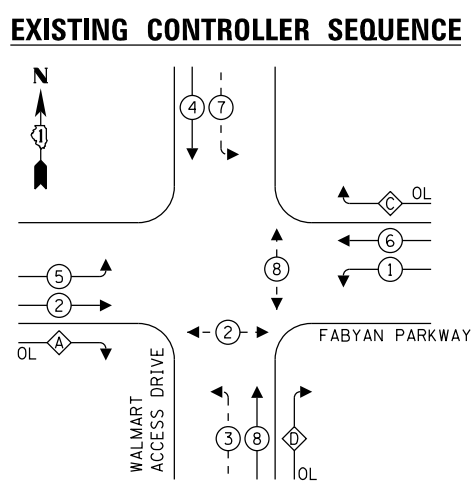 EXISTING CONTROLLER SEQUENCE
N
1
4 7
C OL
6
5
8
1
2
2
FABYAN PARKWAY
A
OL
WALMART
ACCESS DRIVE
3 8 D
OL